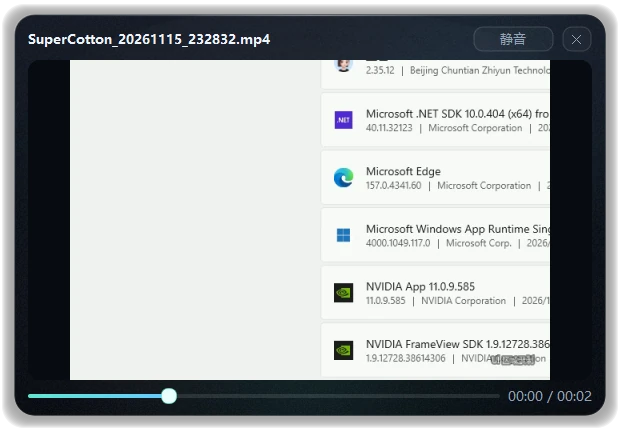 SuperCotton_20261115_232832.mp4
静音
2.35.12 | Beijing Chuntian Zhiyun Technolo
Microsoft .NET SDK 10.0.404 (x64) fro
40.11.32123 | Microsoft Corporation | 20
Microsoft Edge
157.0.4341.60 | Microsoft Corporation | 2
Microsoft Windows App Runtime Sing
4000.1049.117.0 | Microsoft Corp. | 2026/
NVIDIA App 11.0.9.585
11.0.9.585 | NVIDIA Corporation | 2026/1
NVIDIA FrameView SDK 1.9.12728.386
1.9.12728.38614306 | NVIDIA
00:00 / 00:02